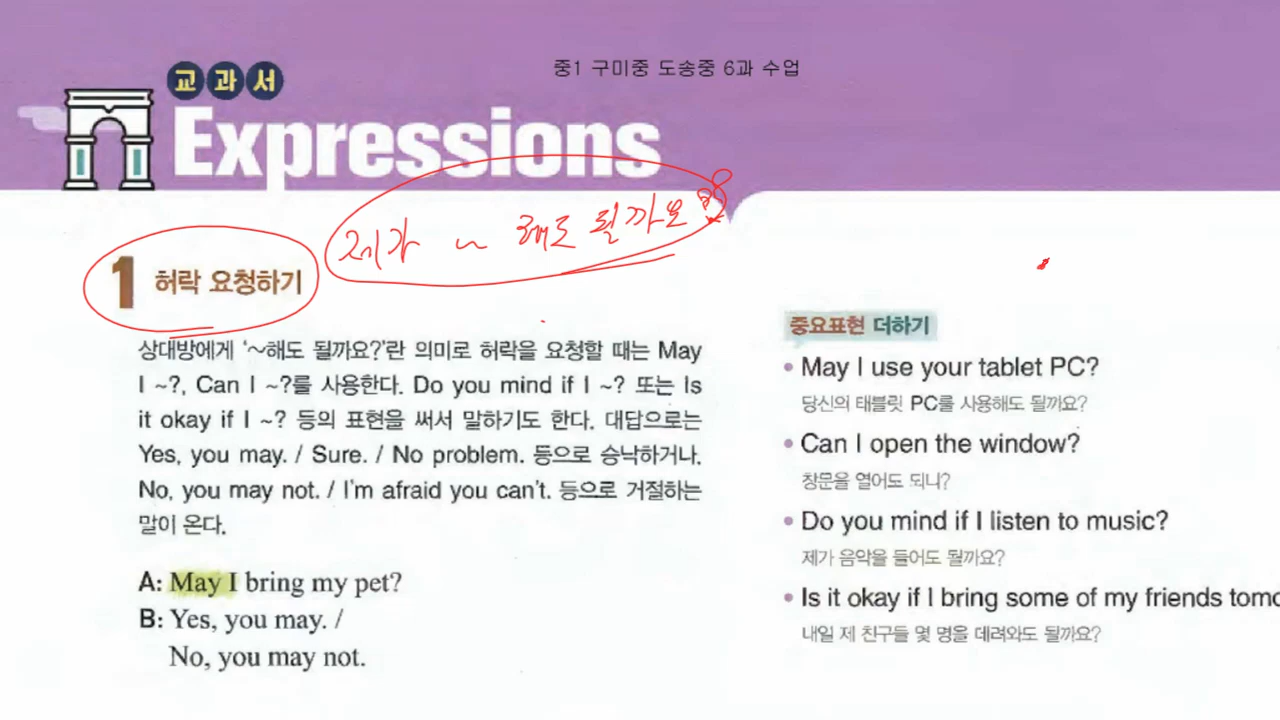 중1 구미중 도송중 6과 수업
교과서
Expressions
제가 ~ 해도 될까요
1 허락 요청하기
상대방에게 ‘~해도 될까요?’란 의미로 허락을 요청할 때는 May
I ~?, Can I ~?를 사용한다. Do you mind if I ~? 또는 Is
it okay if I ~? 등의 표현을 써서 말하기도 한다. 대답으로는
Yes, you may. / Sure. / No problem. 등으로 승낙하거나,
No, you may not. / I'm afraid you can't. 등으로 거절하는
말이 온다.
A: May I bring my pet?
B: Yes, you may. /
No, you may not.
중요표현 더하기
• May I use your tablet PC?
당신의 태블릿 PC를 사용해도 될까요?
• Can I open the window?
창문을 열어도 되니?
• Do you mind if I listen to music?
제가 음악을 들어도 될까요?
• Is it okay if I bring some of my friends tomo
내일 제 친구들 몇 명을 데려와도 될까요?